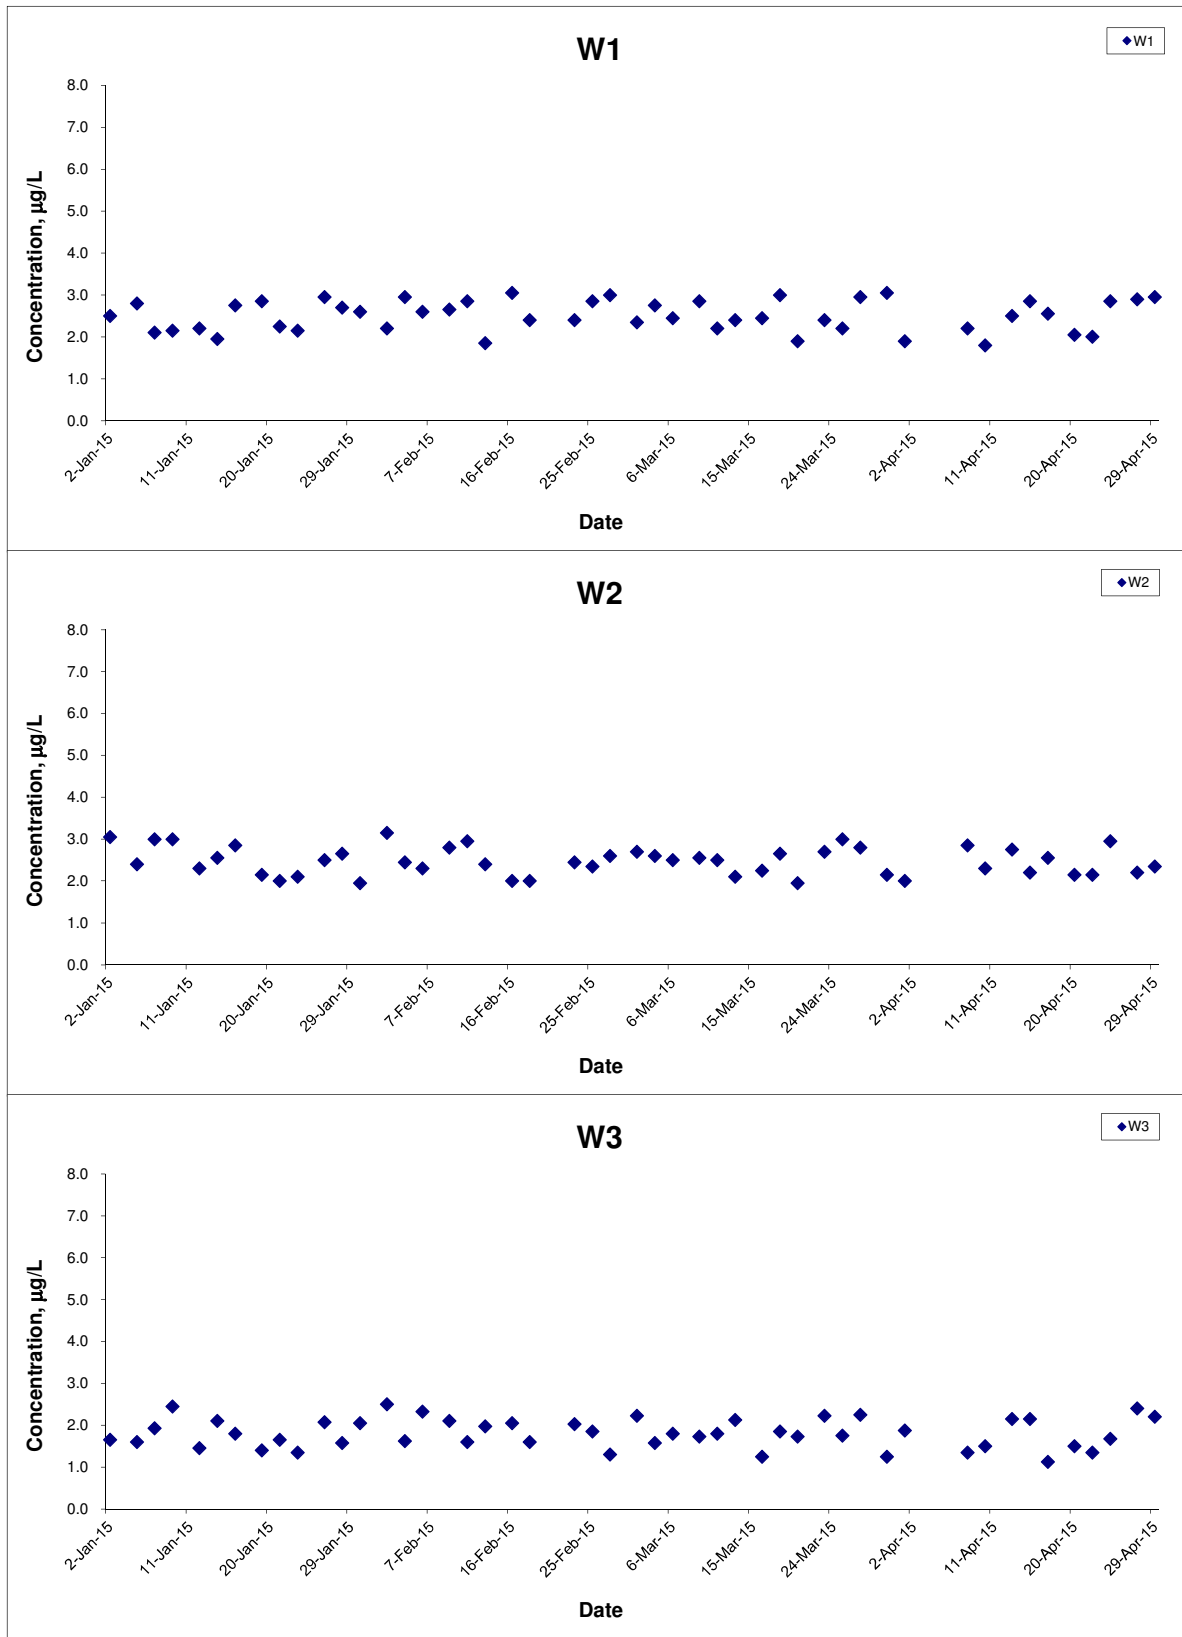 W1
W1
8.0
7.0
6.0
5.0
4.0
3.0
2.0
1.0
0.0
Concentration, µg/L
2-Jan-15
11-Jan-15
20-Jan-15
29-Jan-15
7-Feb-15
16-Feb-15
25-Feb-15
6-Mar-15
15-Mar-15
24-Mar-15
2-Apr-15
11-Apr-15
20-Apr-15
29-Apr-15
Date
W2
W2
8.0
7.0
6.0
5.0
4.0
3.0
2.0
1.0
0.0
Concentration, µg/L
2-Jan-15
11-Jan-15
20-Jan-15
29-Jan-15
7-Feb-15
16-Feb-15
25-Feb-15
6-Mar-15
15-Mar-15
24-Mar-15
2-Apr-15
11-Apr-15
20-Apr-15
29-Apr-15
Date
W3
W3
8.0
7.0
6.0
5.0
4.0
3.0
2.0
1.0
0.0
Concentration, µg/L
2-Jan-15
11-Jan-15
20-Jan-15
29-Jan-15
7-Feb-15
16-Feb-15
25-Feb-15
6-Mar-15
15-Mar-15
24-Mar-15
2-Apr-15
11-Apr-15
20-Apr-15
29-Apr-15
Date